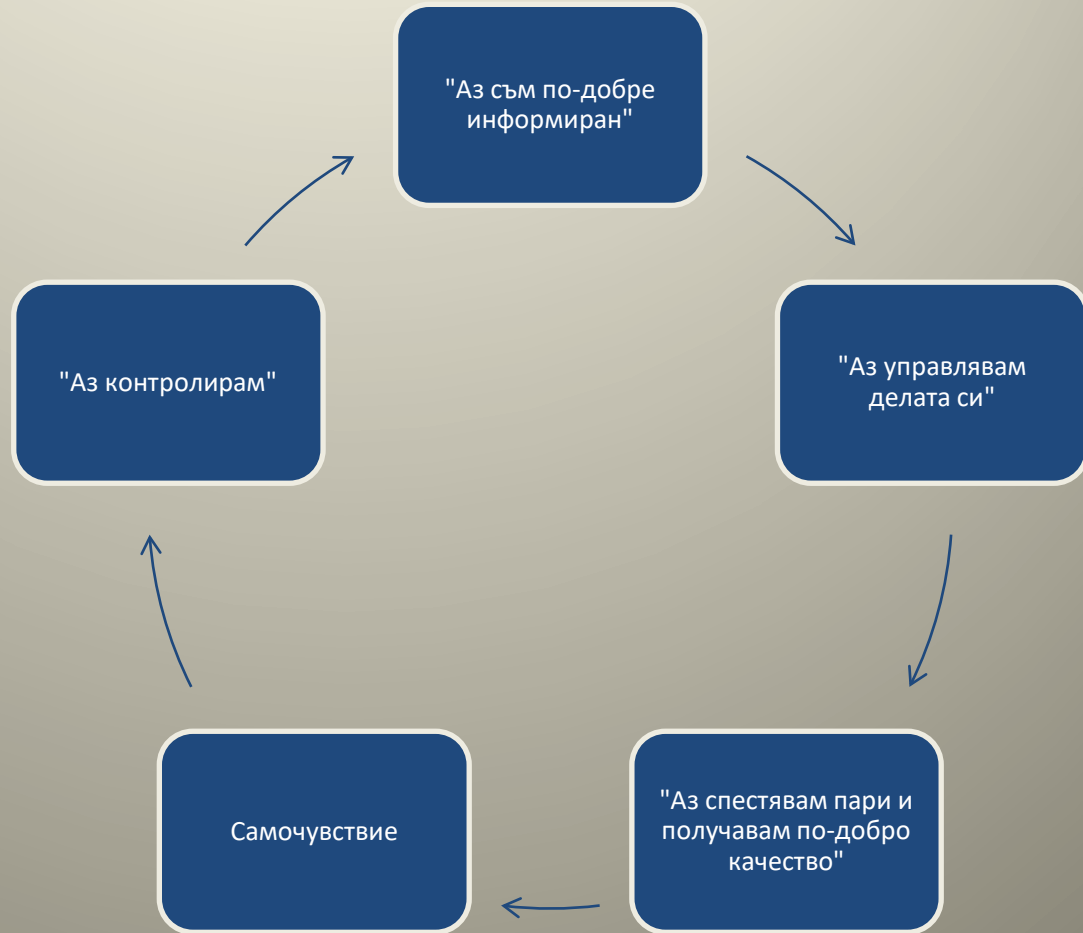 "Аз съм по-добре
информиран"
"Аз управлявам
делата си"
"Аз спестявам пари и
получавам по-добро
качество"
Самочувствие
"Аз контролирам"